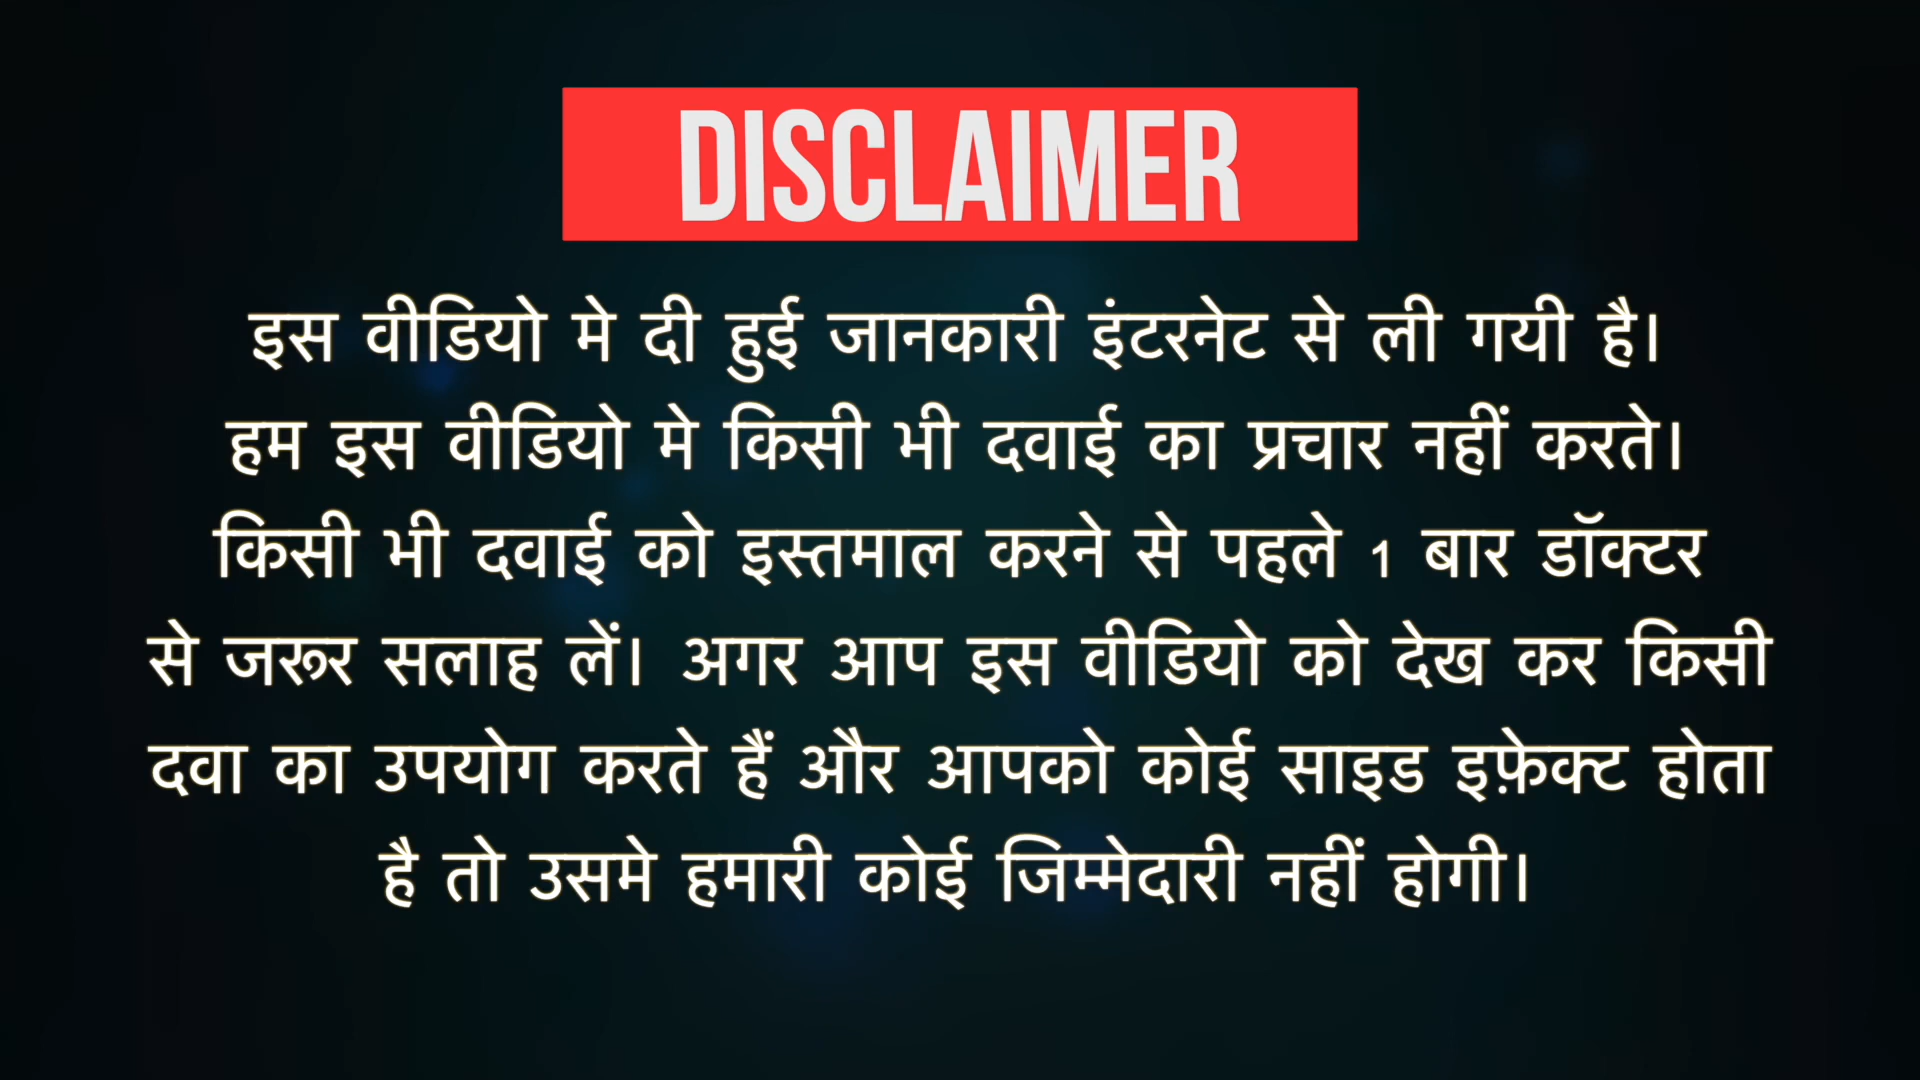 DISCLAIMER
इस वीडियो मे दी हुई जानकारी इंटरनेट से ली गयी है।
हम इस वीडियो मे किसी भी दवाई का प्रचार नहीं करते।
किसी भी दवाई को इस्तमाल करने से पहले 1 बार डॉक्टर
से जरूर सलाह लें। अगर आप इस वीडियो को देख कर किसी
दवा का उपयोग करते हैं और आपको कोई साइड इफ़ेक्ट होता
है तो उसमे हमारी कोई जिम्मेदारी नहीं होगी।